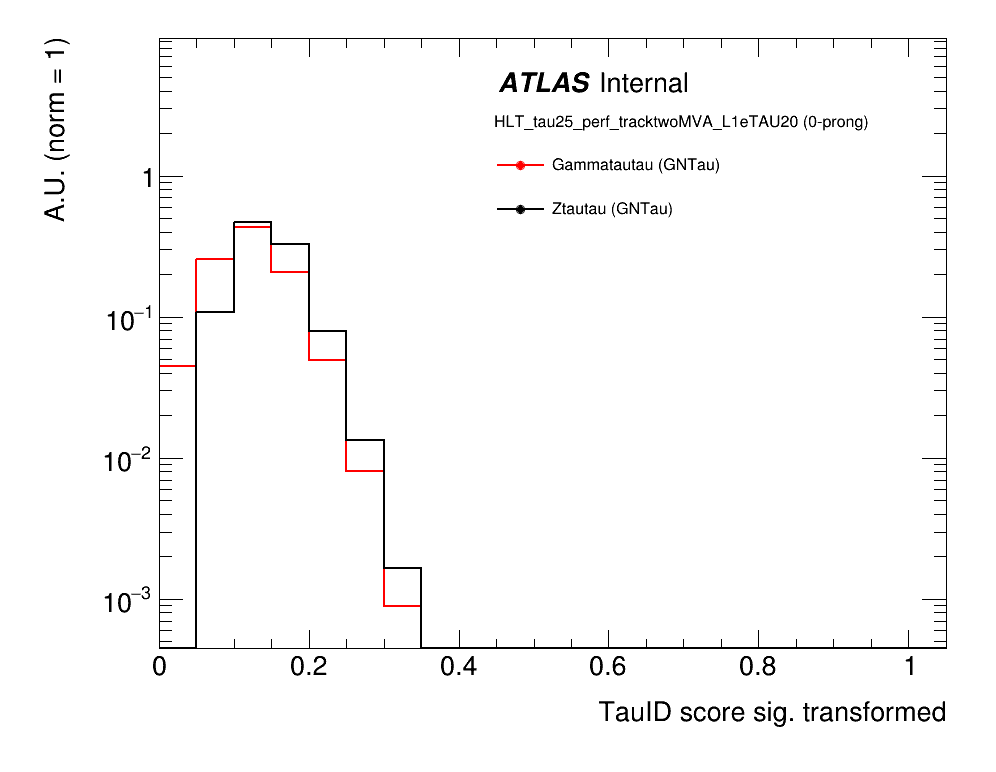 A.U. (norm = 1)
ATLAS Internal
HLT_tau25_perf_tracktwoMVA_L1eTAU20 (0-prong)
Gammatautau (GNTau)
Ztautau (GNTau)
1
10⁻¹
10⁻²
10⁻³
0 0.2 0.4 0.6 0.8 1
TauID score sig. transformed